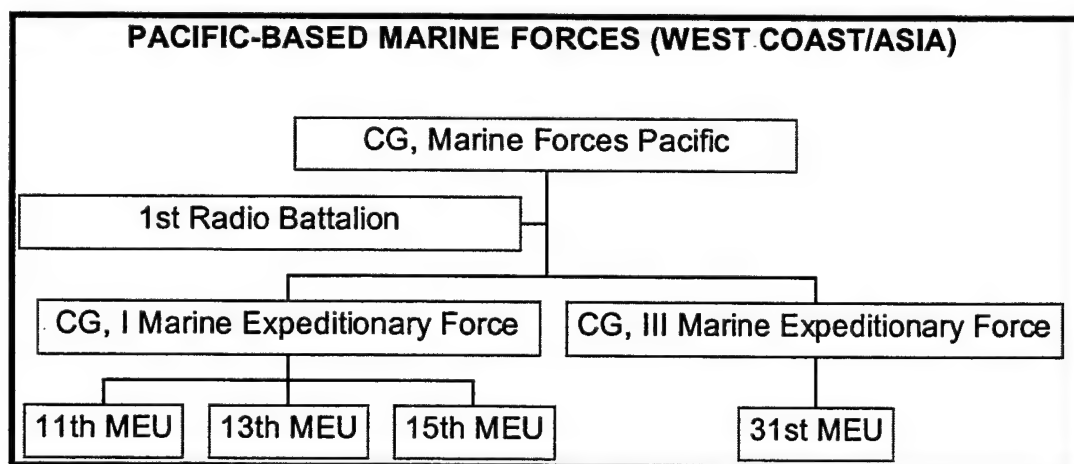 PACIFIC-BASED MARINE FORCES (WEST COAST/ASIA)
CG, Marine Forces Pacific
1st Radio Battalion
CG, I Marine Expeditionary Force
CG, III Marine Expeditionary Force
11th MEU
13th MEU
15th MEU
31st MEU